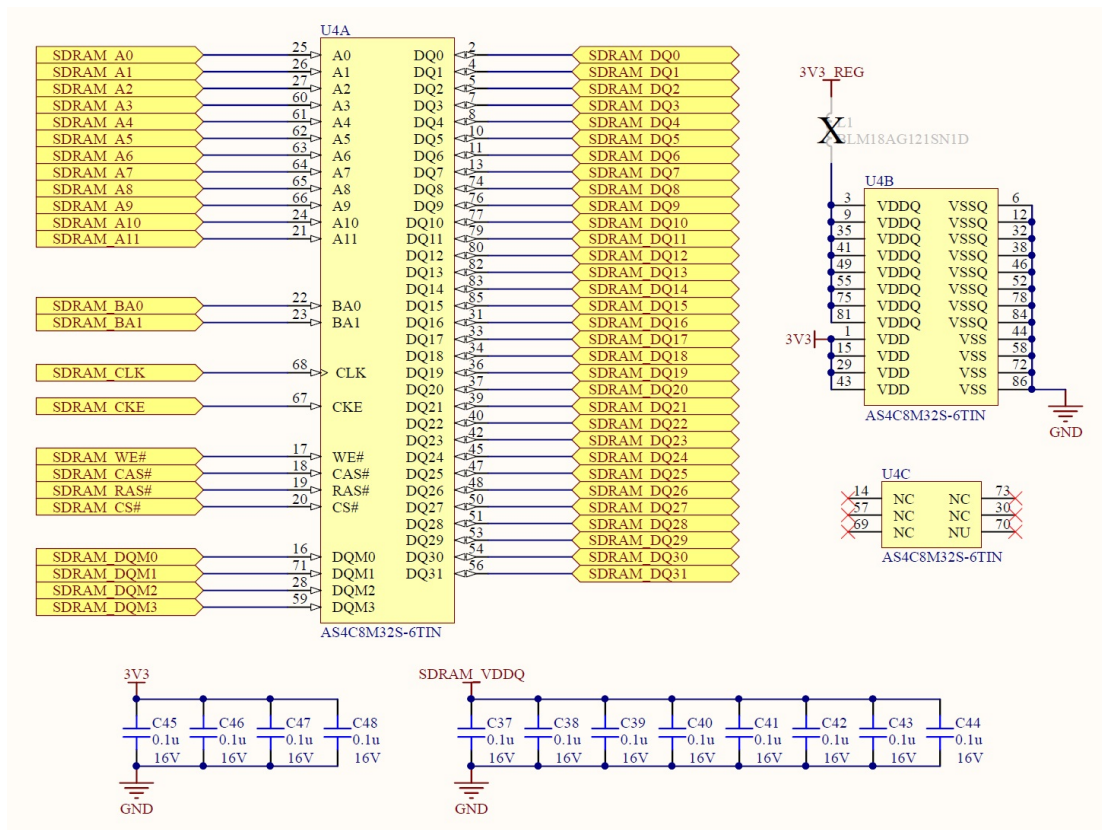 U4A
SDRAM_A0 25 A0 DQ0 2 SDRAM_DQ0
SDRAM_A1 26 A1 DQ1 4 SDRAM_DQ1
SDRAM_A2 27 A2 DQ2 5 SDRAM_DQ2
SDRAM_A3 60 A3 DQ3 7 SDRAM_DQ3
SDRAM_A4 61 A4 DQ4 8 SDRAM_DQ4
SDRAM_A5 62 A5 DQ5 10 SDRAM_DQ5
SDRAM_A6 63 A6 DQ6 11 SDRAM_DQ6
SDRAM_A7 64 A7 DQ7 13 SDRAM_DQ7
SDRAM_A8 65 A8 DQ8 74 SDRAM_DQ8
SDRAM_A9 66 A9 DQ9 76 SDRAM_DQ9
SDRAM_A10 24 A10 DQ10 77 SDRAM_DQ10
SDRAM_A11 21 A11 DQ11 79 SDRAM_DQ11
DQ12 80 SDRAM_DQ12
DQ13 82 SDRAM_DQ13
DQ14 83 SDRAM_DQ14
SDRAM_BA0 22 BA0 DQ15 85 SDRAM_DQ15
SDRAM_BA1 23 BA1 DQ16 31 SDRAM_DQ16
DQ17 33 SDRAM_DQ17
DQ18 34 SDRAM_DQ18
SDRAM_CLK 68 CLK DQ19 36 SDRAM_DQ19
DQ20 37 SDRAM_DQ20
SDRAM_CKE 67 CKE DQ21 39 SDRAM_DQ21
DQ22 40 SDRAM_DQ22
DQ23 42 SDRAM_DQ23
SDRAM_WE# 17 WE# DQ24 45 SDRAM_DQ24
SDRAM_CAS# 18 CAS# DQ25 47 SDRAM_DQ25
SDRAM_RAS# 19 RAS# DQ26 48 SDRAM_DQ26
SDRAM_CS# 20 CS# DQ27 50 SDRAM_DQ27
DQ28 51 SDRAM_DQ28
DQ29 53 SDRAM_DQ29
SDRAM_DQM0 16 DQM0 DQ30 54 SDRAM_DQ30
SDRAM_DQM1 71 DQM1 DQ31 56 SDRAM_DQ31
SDRAM_DQM2 28 DQM2
SDRAM_DQM3 59 DQM3
AS4C8M32S-6TIN
3V3_REG
BLM18AG121SN1D
U4B
3 VDDQ VSSQ 6
9 VDDQ VSSQ 12
35 VDDQ VSSQ 32
41 VDDQ VSSQ 38
49 VDDQ VSSQ 46
55 VDDQ VSSQ 52
75 VDDQ VSSQ 78
81 VDDQ VSSQ 84
3V3 1 VDD VSS 44
15 VDD VSS 58
29 VDD VSS 72
43 VDD VSS 86
AS4C8M32S-6TIN
GND
U4C
14 NC NC 73
57 NC NC 30
69 NC NU 70
AS4C8M32S-6TIN
3V3
C45 C46 C47 C48
0.1u 0.1u 0.1u 0.1u
16V 16V 16V 16V
GND
SDRAM_VDDQ
C37 C38 C39 C40 C41 C42 C43 C44
0.1u 0.1u 0.1u 0.1u 0.1u 0.1u 0.1u 0.1u
16V 16V 16V 16V 16V 16V 16V 16V
GND